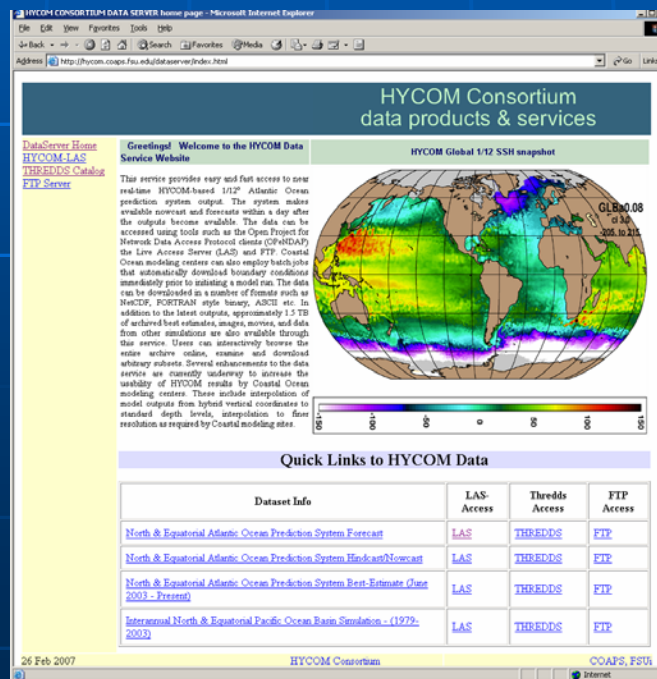 HYCOM CONSORTIUM DATA SERVER home page - Microsoft Internet Explorer
File Edit View Favorites Tools Help
Back Search Favorites Media
Address http://hycom.coaps.fsu.edu/dataserver/index.html Go Links
HYCOM Consortium
data products & services
DataServer Home
HYCOM-LAS
THREDDS Catalog
FTP Server
Greetings! Welcome to the HYCOM Data
Service Website
This service provides easy and fast access to near
real-time HYCOM-based 1/12° Atlantic Ocean
prediction system output. The system makes
available nowcast and forecasts within a day after
the outputs become available. The data can be
accessed using tools such as the Open Project for
Network Data Access Protocol clients (OPeNDAP)
the Live Access Server (LAS) and FTP. Coastal
Ocean modeling centers can also employ batch jobs
that automatically download boundary conditions
immediately prior to initiating a model run. The data
can be downloaded in a number of formats such as
NetCDF, FORTRAN style binary, ASCII etc. In
addition to the latest outputs, approximately 1.5 TB
of archived best estimates, images, movies, and data
from other simulations are also available through
this service. Users can interactively browse the
entire archive online, examine and download
arbitrary subsets. Several enhancements to the data
service are currently underway to increase the
usability of HYCOM results by Coastal Ocean
modeling centers. These include interpolation of
model outputs from hybrid vertical coordinates to
standard depth levels, interpolation to finer
resolution as required by Coastal modeling sites.
HYCOM Global 1/12 SSH snapshot
GLBa0.08
ci 3.0
-205. to 215.
-150 -100 -50 0 50 100 150
Quick Links to HYCOM Data
Dataset Info LAS-Access Thredds Access FTP Access
North & Equatorial Atlantic Ocean Prediction System Forecast LAS THREDDS FTP
North & Equatorial Atlantic Ocean Prediction System Hindcast/Nowcast LAS THREDDS FTP
North & Equatorial Atlantic Ocean Prediction System Best-Estimate (June
2003 - Present) LAS THREDDS FTP
Interannual North & Equatorial Pacific Ocean Basin Simulation - (1979-
2003) LAS THREDDS FTP
26 Feb 2007 HYCOM Consortium COAPS, FSU
Internet